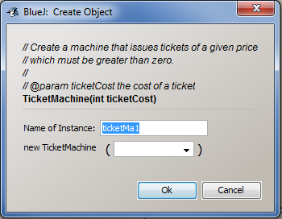 BlueJ: Create Object
// Create a machine that issues tickets of a given price
// which must be greater than zero.
//
// @param ticketCost the cost of a ticket
TicketMachine(int ticketCost)
Name of Instance: ticketMa1
new TicketMachine ( )
Ok Cancel